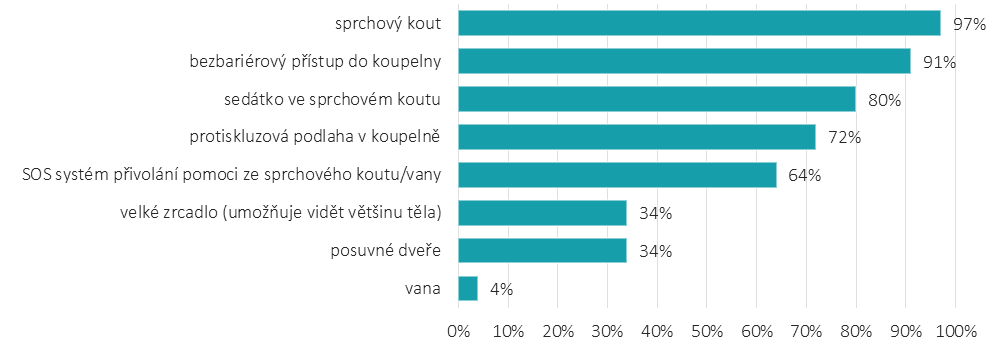 sprchový kout 97%
bezbariérový přístup do koupelny 91%
sedátko ve sprchovém koutu 80%
protiskluzová podlaha v koupelně 72%
SOS systém přivolání pomoci ze sprchového koutu/vany 64%
velké zrcadlo (umožňuje vidět většinu těla) 34%
posuvné dveře 34%
vana 4%
0% 10% 20% 30% 40% 50% 60% 70% 80% 90% 100%